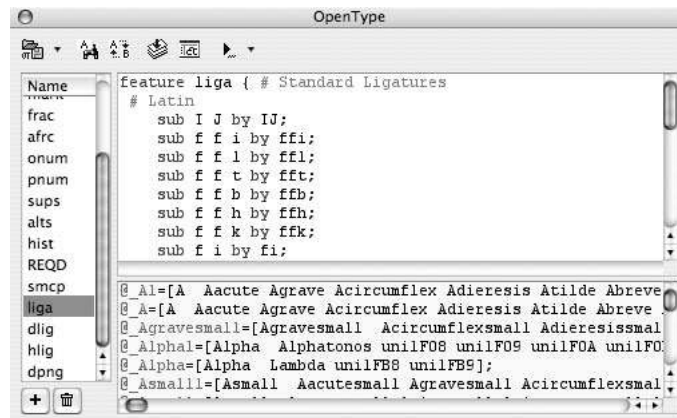 OpenType
Name
frac
afrc
onum
pnum
sups
alts
hist
REQD
smcp
liga
dlig
hlig
dpng
feature liga { # Standard Ligatures
# Latin
sub I J by IJ;
sub f f i by ffi;
sub f f l by ffl;
sub f f t by fft;
sub f f b by ffb;
sub f f h by ffh;
sub f f k by ffk;
sub f i by fi;
@_A1=[A Aacute Agrave Acircumflex Adieresis Atilde Abreve
@_A=[A Aacute Agrave Acircumflex Adieresis Atilde Abreve
@_Agravesmall=[Agravesmall Acircumflexsmall Adieresissmal
@_Alpha1=[Alpha Alphatonos uni1F08 uni1F09 uni1F0A uni1F0
@_Alpha=[Alpha Lambda uni1FB8 uni1FB9];
@_Asmall1=[Asmall Aacutesmall Agravesmall Acircumflexsmal